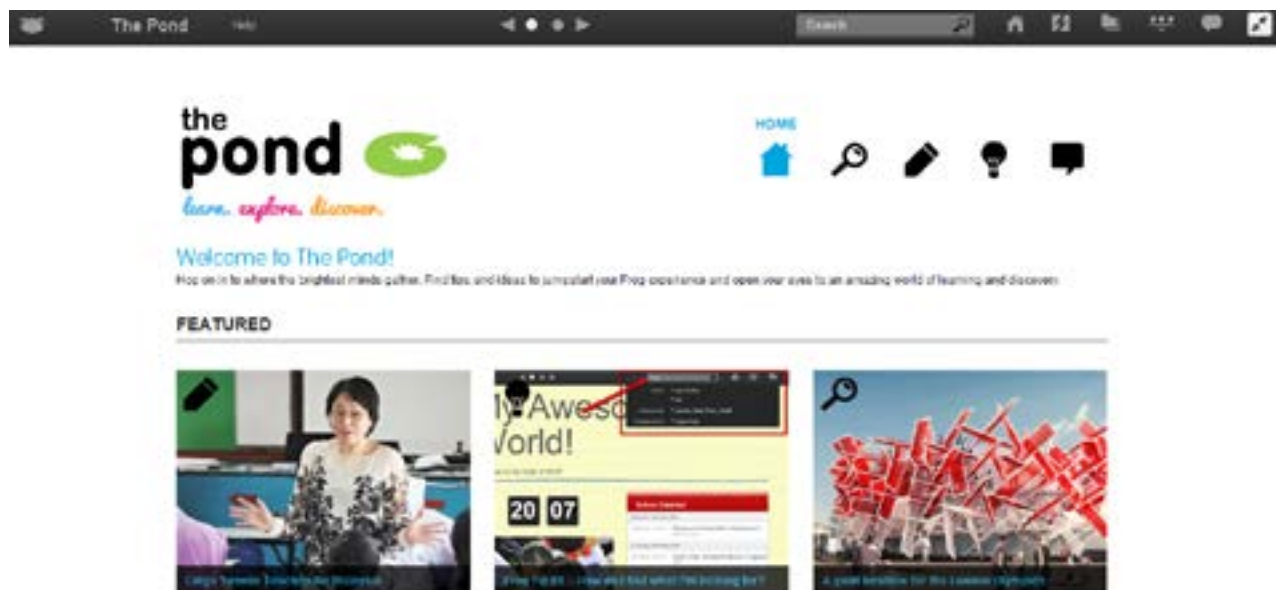 The Pond Help
Search
the
pond
learn. explore. discover.
HOME
Welcome to The Pond!
Hop on in to where the brightest minds gather. Find tips and ideas to jumpstart your Frog experience and open your eyes to an amazing world of learning and discovery.
FEATURED
My Aweso
World!
20 07